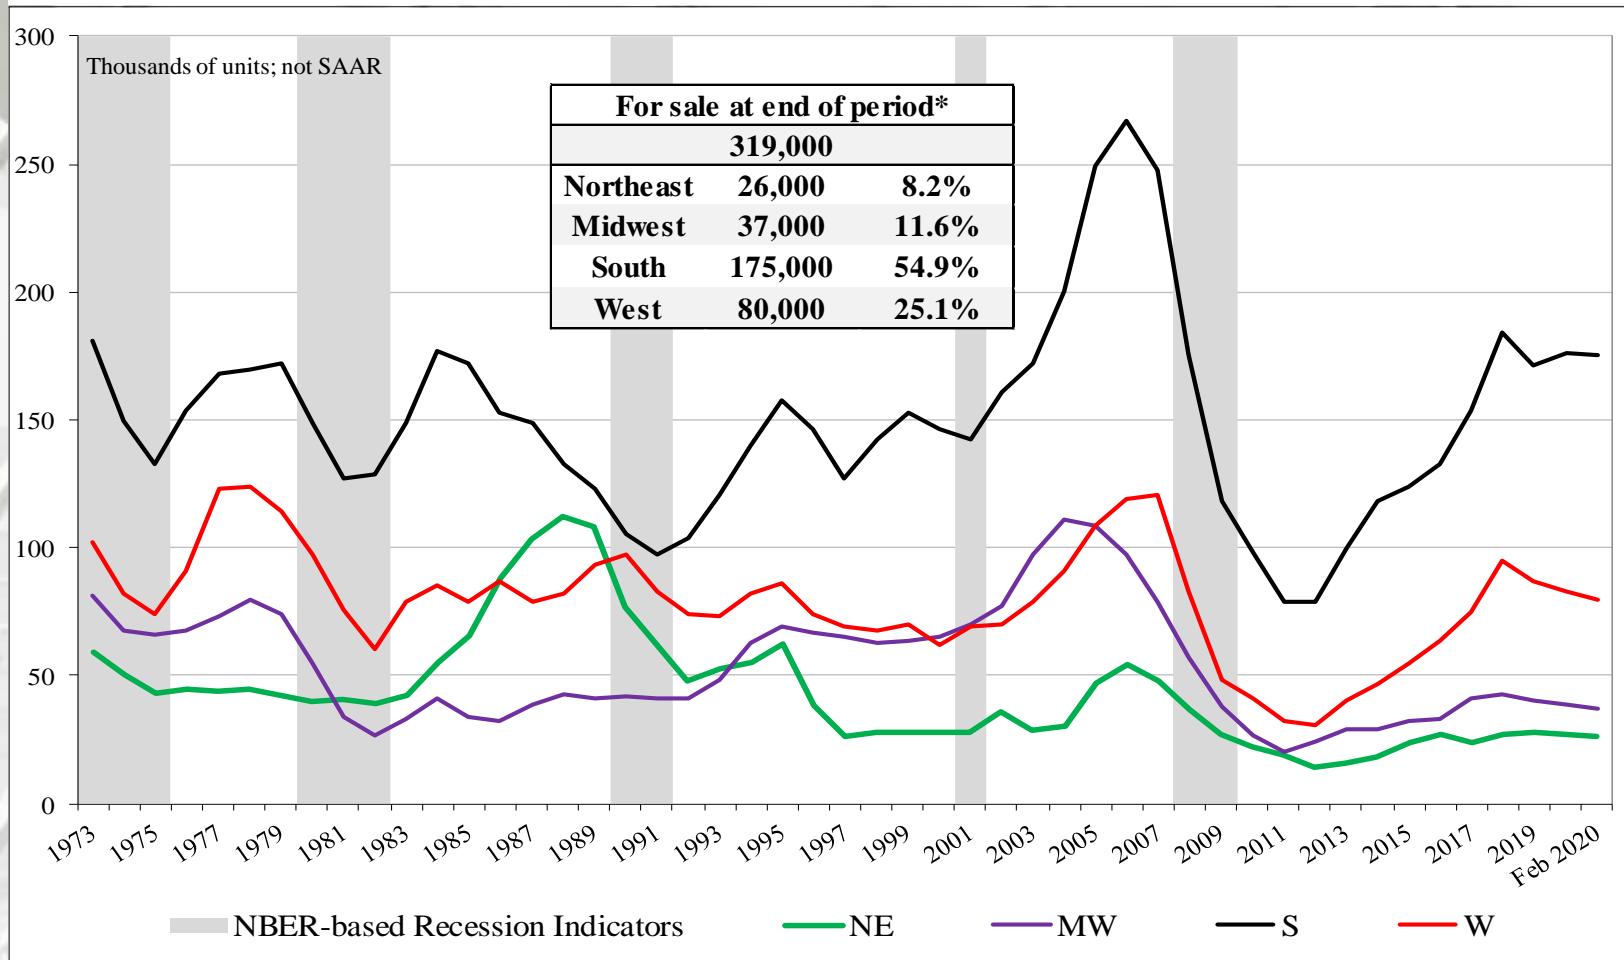 300
Thousands of units; not SAAR
For sale at end of period*
319,000
250
Northeast 26,000 8.2%
Midwest 37,000 11.6%
South 175,000 54.9%
200
West 80,000 25.1%
150
100
50
0
1973 1975 1977 1979 1981 1983 1985 1987 1989 1991 1993 1995 1997 1999 2001 2003 2005 2007 2009 2011 2013 2015 2017 2019 Feb 2020
NBER-based Recession Indicators NE MW S W